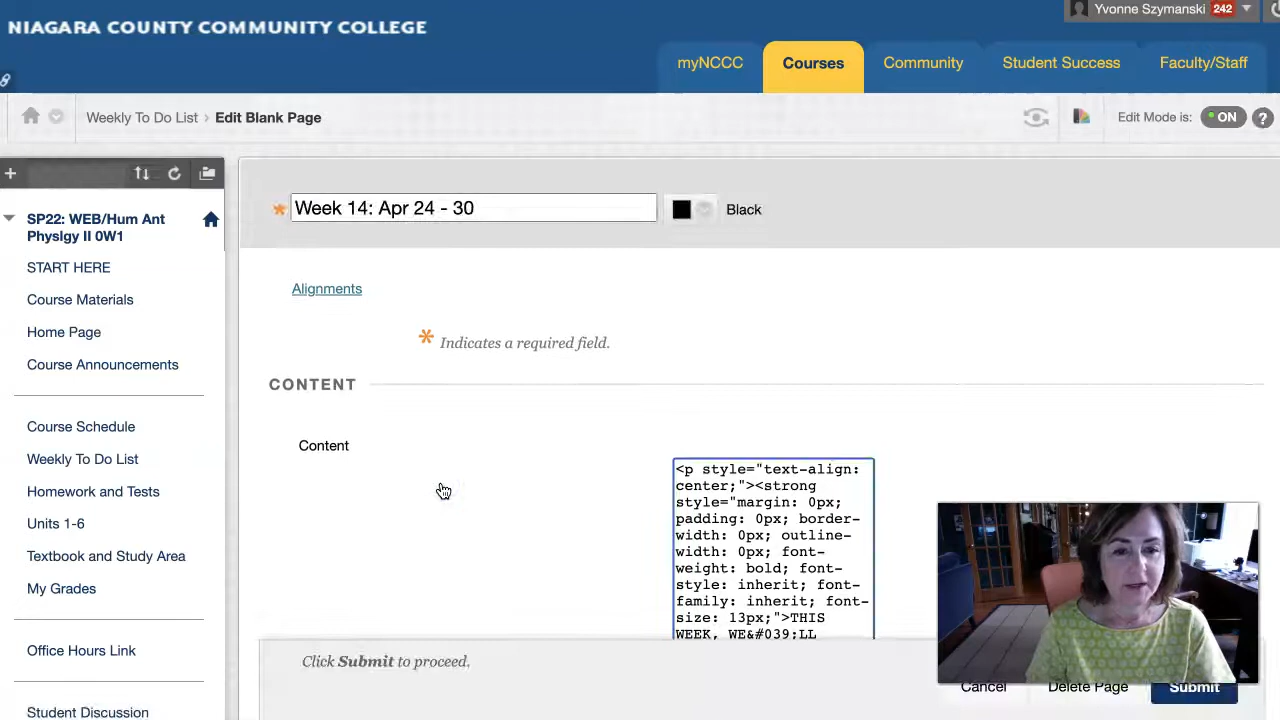 Yvonne Szymanski 242
NIAGARA COUNTY COMMUNITY COLLEGE
myNCCC Courses Community Student Success Faculty/Staff
Weekly To Do List › Edit Blank Page Edit Mode is: ON ?
+
SP22: WEB/Hum Ant
Physlgy II 0W1
START HERE
Course Materials
Home Page
Course Announcements
Course Schedule
Weekly To Do List
Homework and Tests
Units 1-6
Textbook and Study Area
My Grades
Office Hours Link
Student Discussion
* Week 14: Apr 24 - 30 Black
Alignments
* Indicates a required field.
CONTENT
Content
<p style="text-align:
center;"><strong
style="margin: 0px;
padding: 0px; border-
width: 0px; outline-
width: 0px; font-
weight: bold; font-
style: inherit; font-
family: inherit; font-
size: 13px;">THIS
WEEK, WE&#039;LL
Click Submit to proceed.
Cancel Delete Page Submit